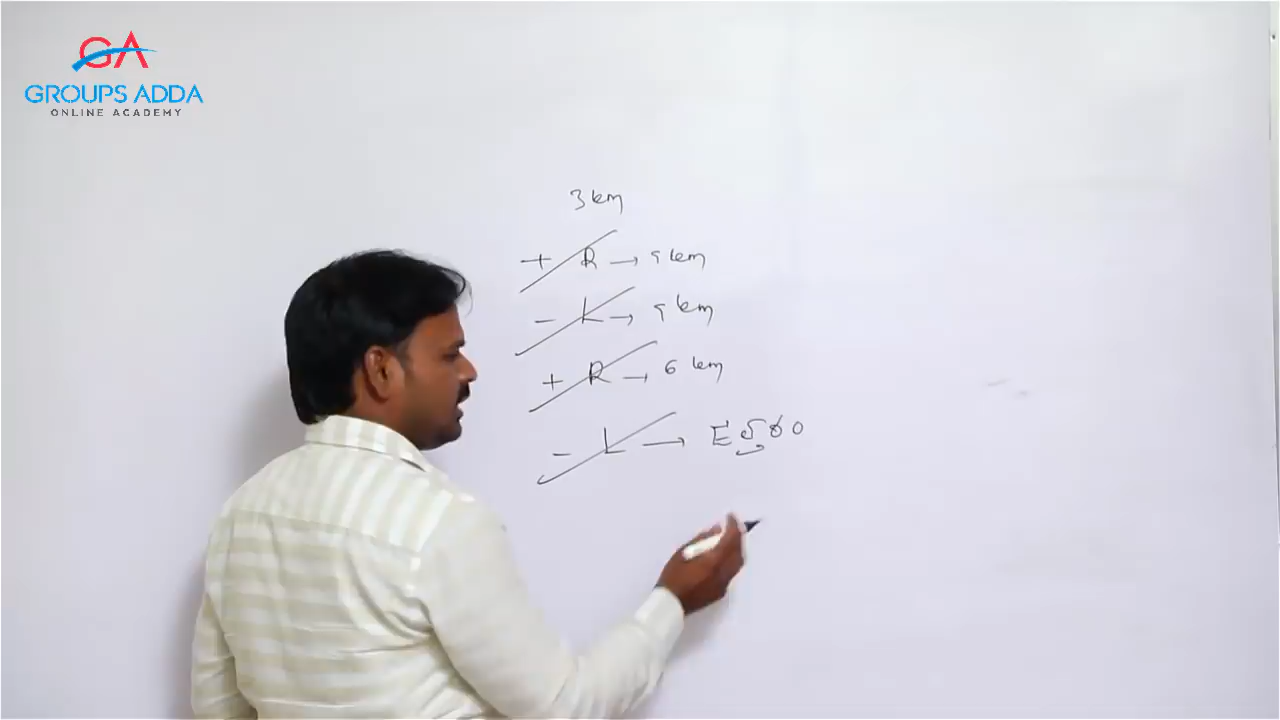 GA
GROUPS ADDA
ONLINE ACADEMY
3 km
+ R → 9 km
- L → 9 km
+ R → 6 km
- L →